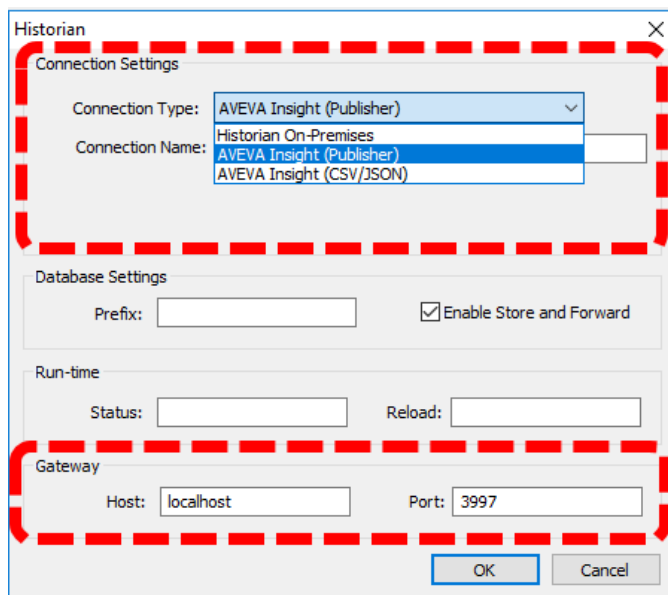 Historian
Connection Settings
Connection Type: AVEVA Insight (Publisher)
Historian On-Premises
Connection Name: AVEVA Insight (Publisher)
AVEVA Insight (CSV/JSON)
Database Settings
Prefix: Enable Store and Forward
Run-time
Status: Reload:
Gateway
Host: localhost Port: 3997
OK Cancel